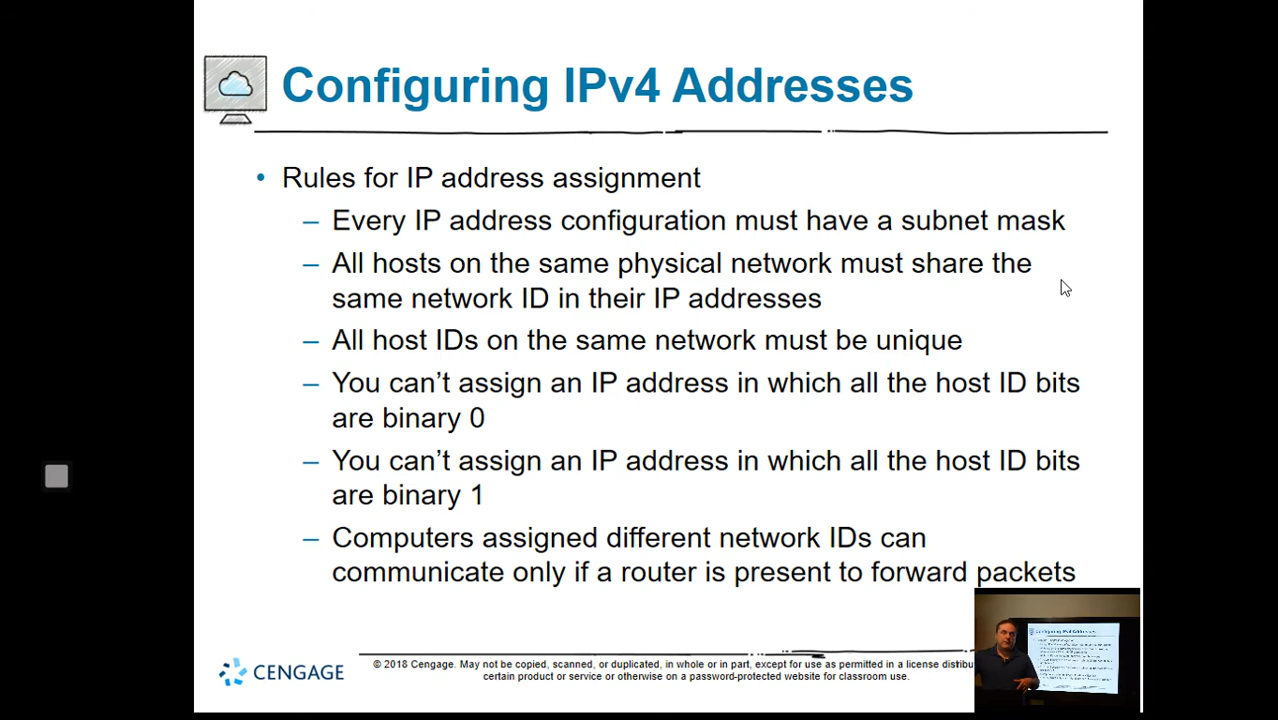 Configuring IPv4 Addresses
• Rules for IP address assignment
– Every IP address configuration must have a subnet mask
– All hosts on the same physical network must share the
same network ID in their IP addresses
– All host IDs on the same network must be unique
– You can’t assign an IP address in which all the host ID bits
are binary 0
– You can’t assign an IP address in which all the host ID bits
are binary 1
– Computers assigned different network IDs can
communicate only if a router is present to forward packets
Configuring IPv4 Addresses
CENGAGE
© 2018 Cengage. May not be copied, scanned, or duplicated, in whole or in part, except for use as permitted in a license
certain product or service or otherwise on a password-protected website for classroom use.